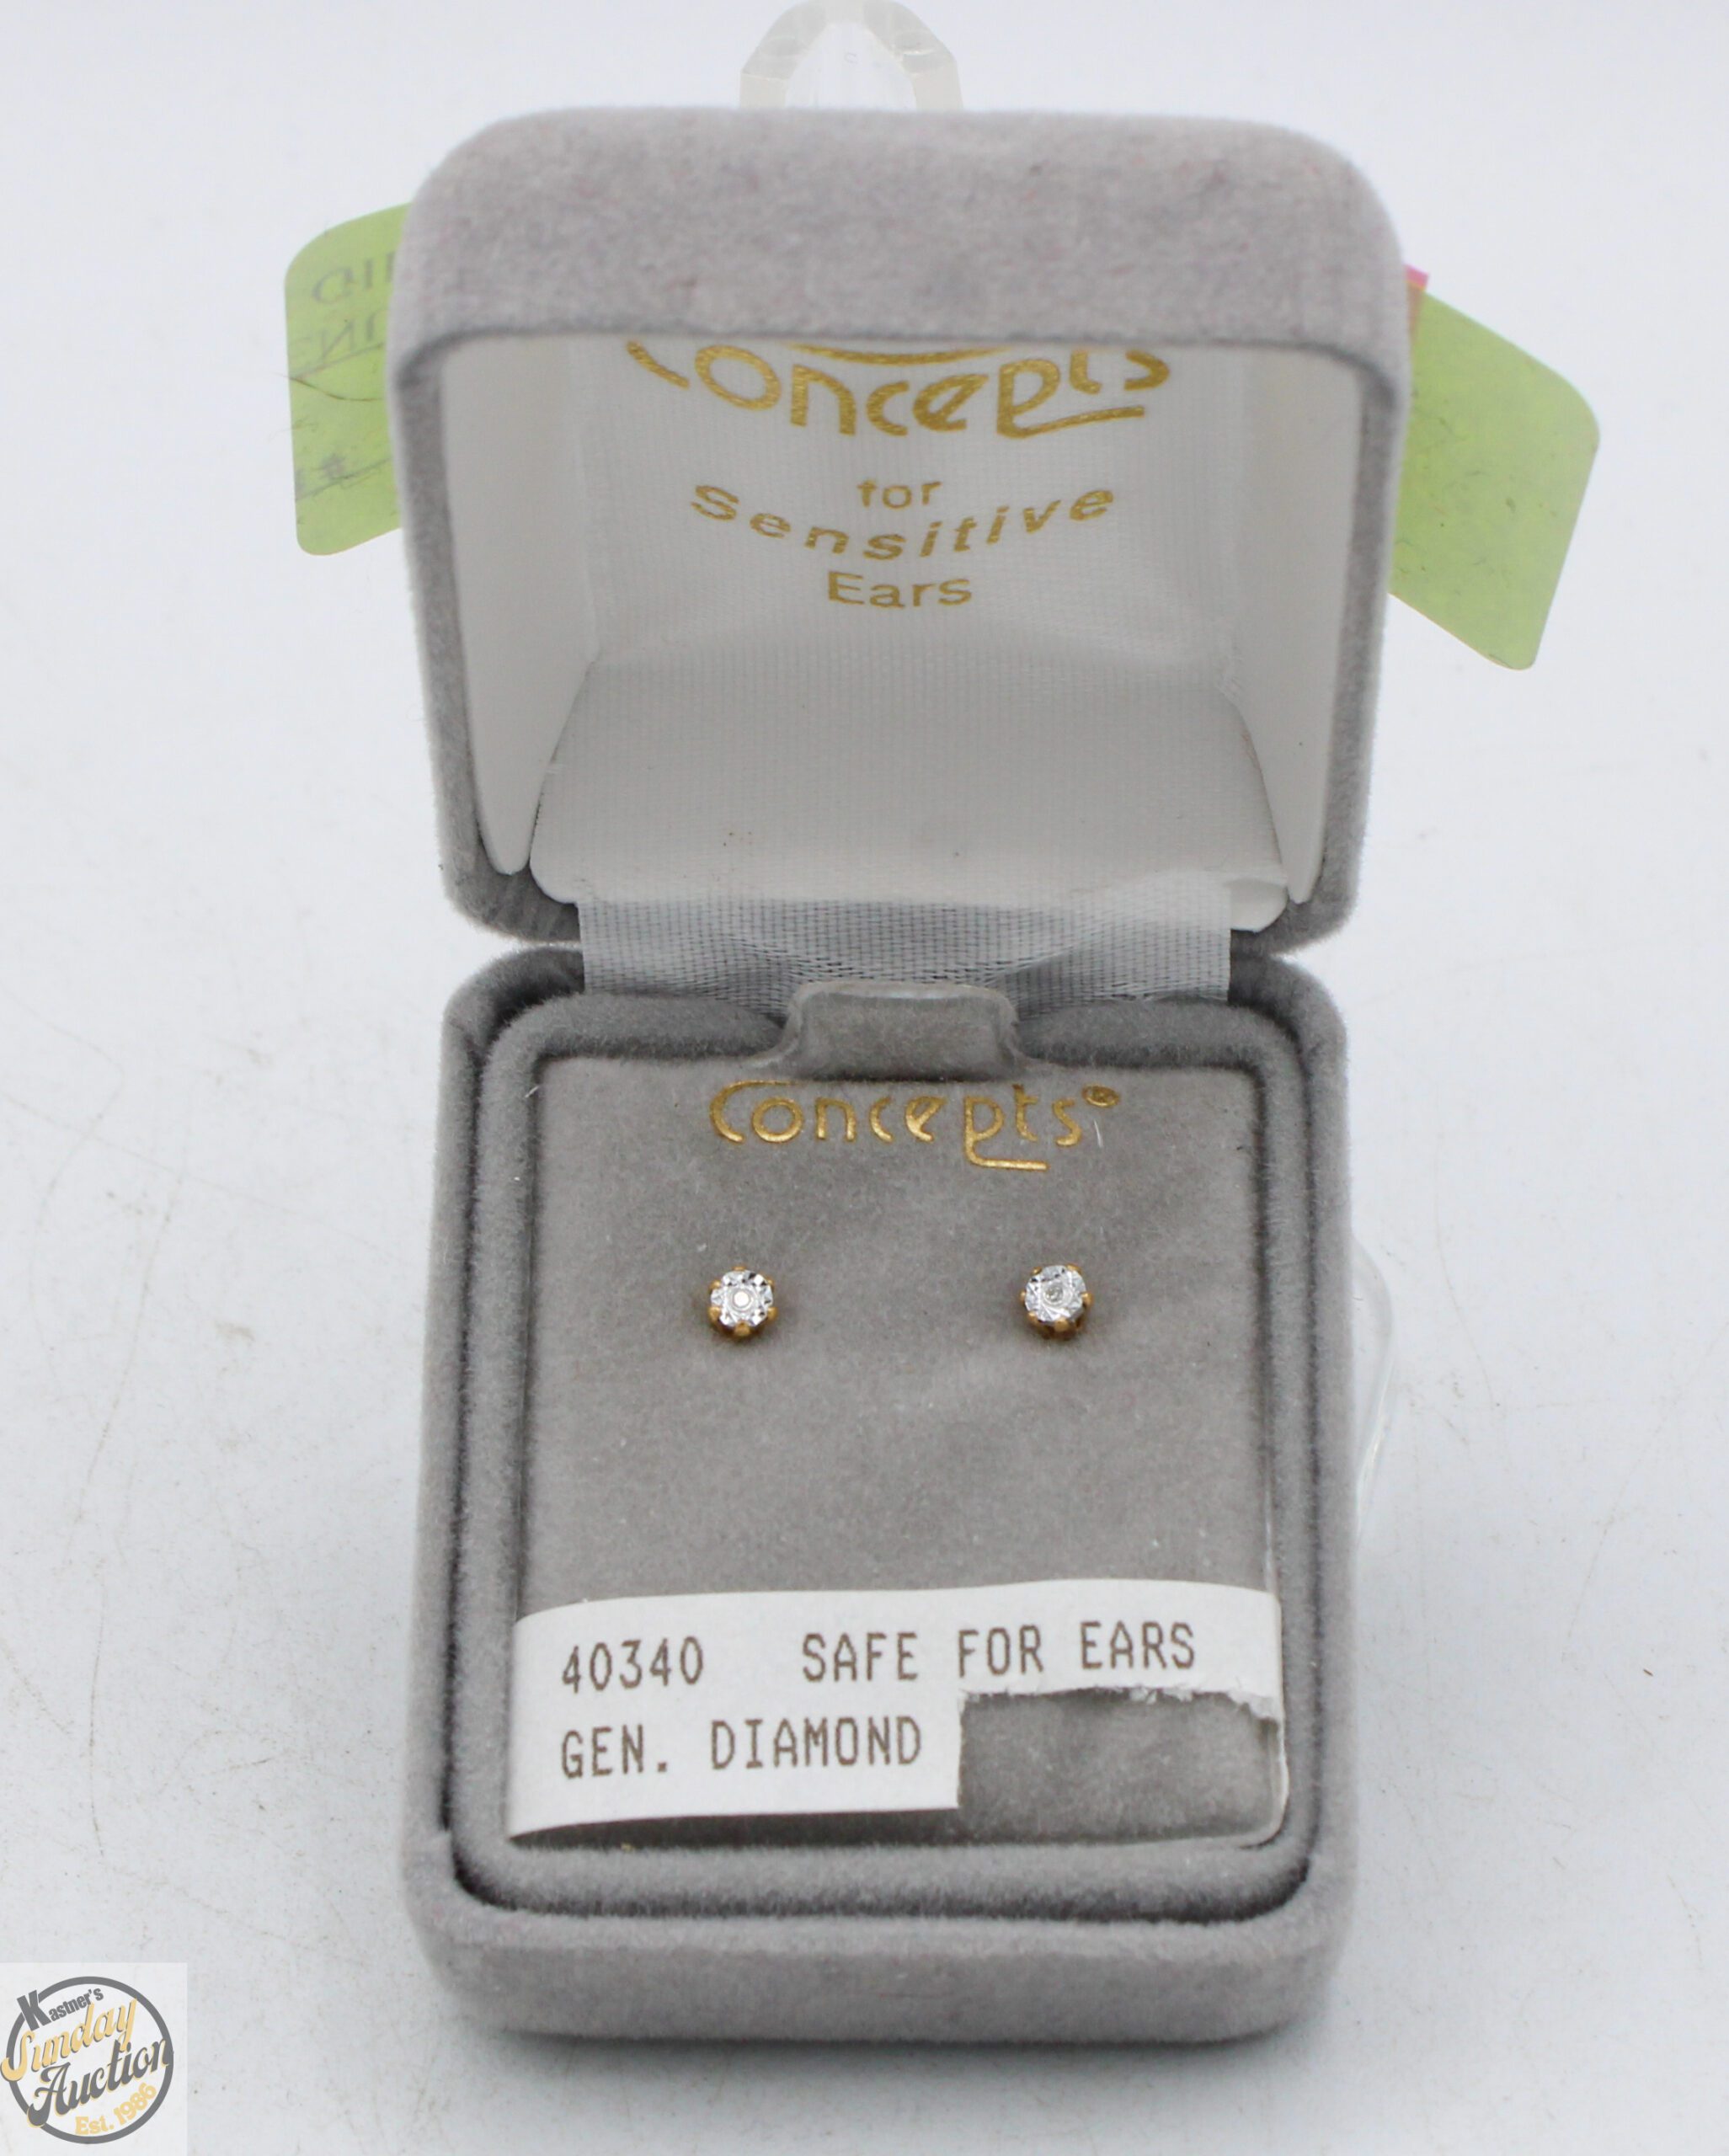 Concepts
for
Sensitive
Ears
Concepts®
40340 SAFE FOR EARS
GEN. DIAMOND
Kastner's
Sunday
Auction
Est. 1986